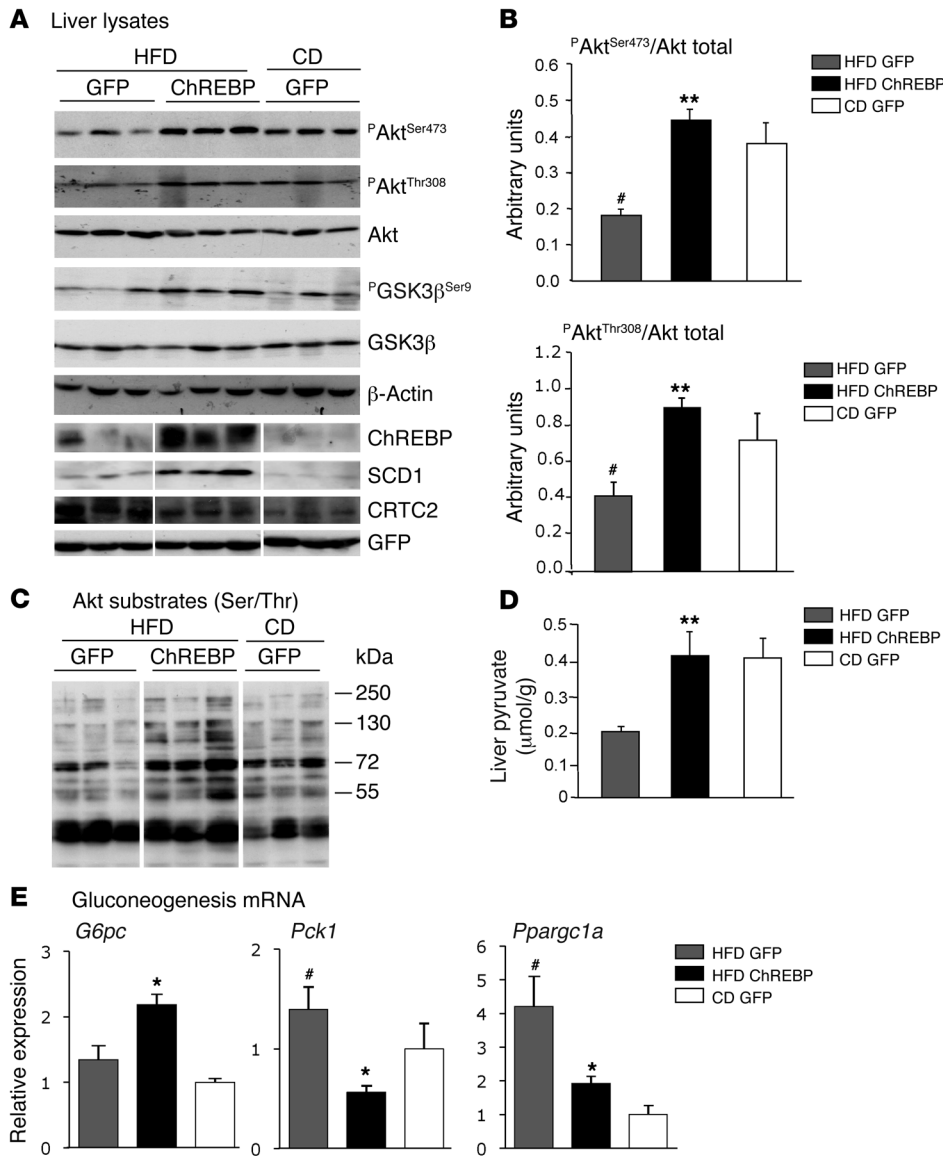 A Liver lysates
HFD CD
GFP ChREBP GFP
PAktSer473
PAktThr308
Akt
PGSK3βSer9
GSK3β
β-Actin
ChREBP
SCD1
CRTC2
GFP
B
PAktSer473/Akt total
Arbitrary units
0.6
0.4
0.4
0.2
0.1
0.0
#
**
HFD GFP
HFD ChREBP
CD GFP
PAktThr308/Akt total
Arbitrary units
1.2
1.0
0.8
0.4
0.2
0.0
#
**
HFD GFP
HFD ChREBP
CD GFP
C Akt substrates (Ser/Thr)
HFD CD
GFP ChREBP GFP kDa
250
130
72
55
D
Liver pyruvate
(μmol/g)
0.5
0.4
0.3
0.2
0.1
0
**
HFD GFP
HFD ChREBP
CD GFP
E Gluconeogenesis mRNA
Relative expression
G6pc
3
2
1
0
*
Pck1
2
1
0
#
*
Ppargc1a
6
5
4
3
2
1
0
#
*
HFD GFP
HFD ChREBP
CD GFP